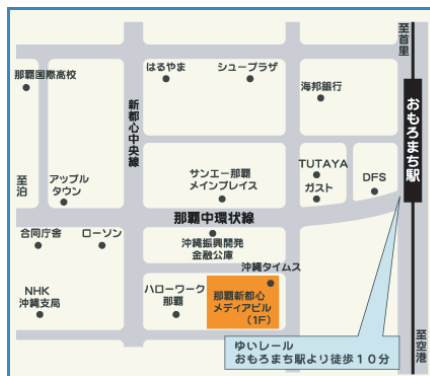 至首里
那覇国際高校
はるやま
シュープラザ
海邦銀行
新都心中央線
おもろまち駅
至泊
アップル
タウン
サンエー那覇
メインプレイス
TUTAYA
ガスト
DFS
那覇中環状線
合同庁舎
ローソン
沖縄振興開発
金融公庫
沖縄タイムス
NHK
沖縄支局
ハローワーク
那覇
那覇新都心
メディアビル
(1F)
至空港
ゆいレール
おもろまち駅より徒歩10分